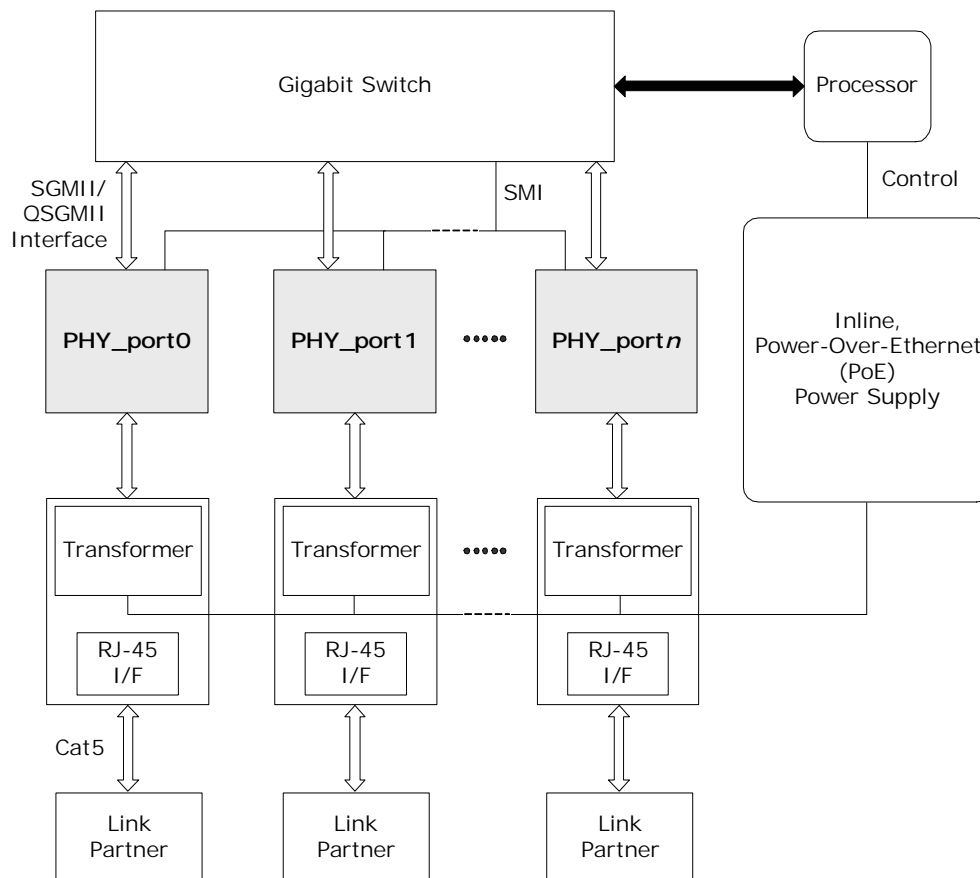 Gigabit Switch
Processor
SGMII/
QSGMII
Interface
SMI
Control
PHY_port0
PHY_port1
PHY_portn
Inline,
Power-Over-Ethernet
(PoE)
Power Supply
Transformer
Transformer
Transformer
RJ-45
I/F
RJ-45
I/F
RJ-45
I/F
Cat5
Link
Partner
Link
Partner
Link
Partner